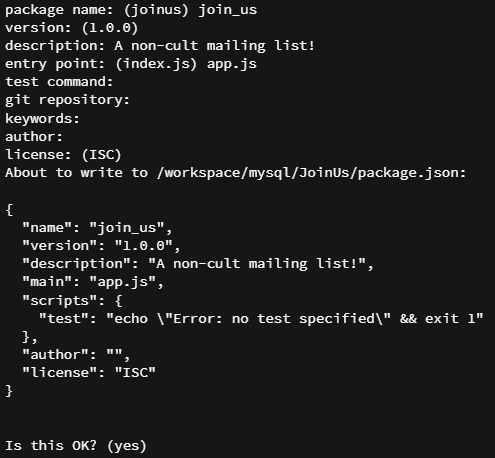 package name: (joinus) join_us
version: (1.0.0)
description: A non-cult mailing list!
entry point: (index.js) app.js
test command:
git repository:
keywords:
author:
license: (ISC)
About to write to /workspace/mysql/JoinUs/package.json:

{
  "name": "join_us",
  "version": "1.0.0",
  "description": "A non-cult mailing list!",
  "main": "app.js",
  "scripts": {
    "test": "echo \"Error: no test specified\" && exit 1"
  },
  "author": "",
  "license": "ISC"
}

Is this OK? (yes)